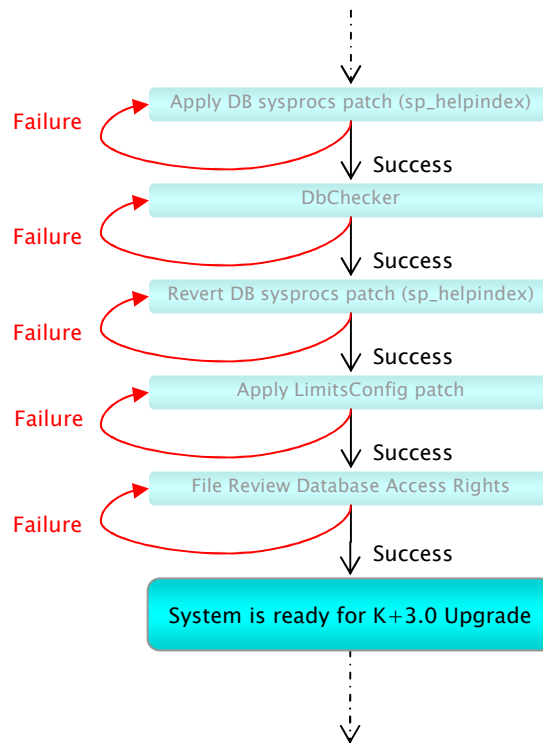 Apply DB sysprocs patch (sp_helpindex)
Failure
Success
DbChecker
Failure
Success
Revert DB sysprocs patch (sp_helpindex)
Failure
Success
Apply LimitsConfig patch
Failure
Success
File Review Database Access Rights
Failure
Success
System is ready for K+3.0 Upgrade